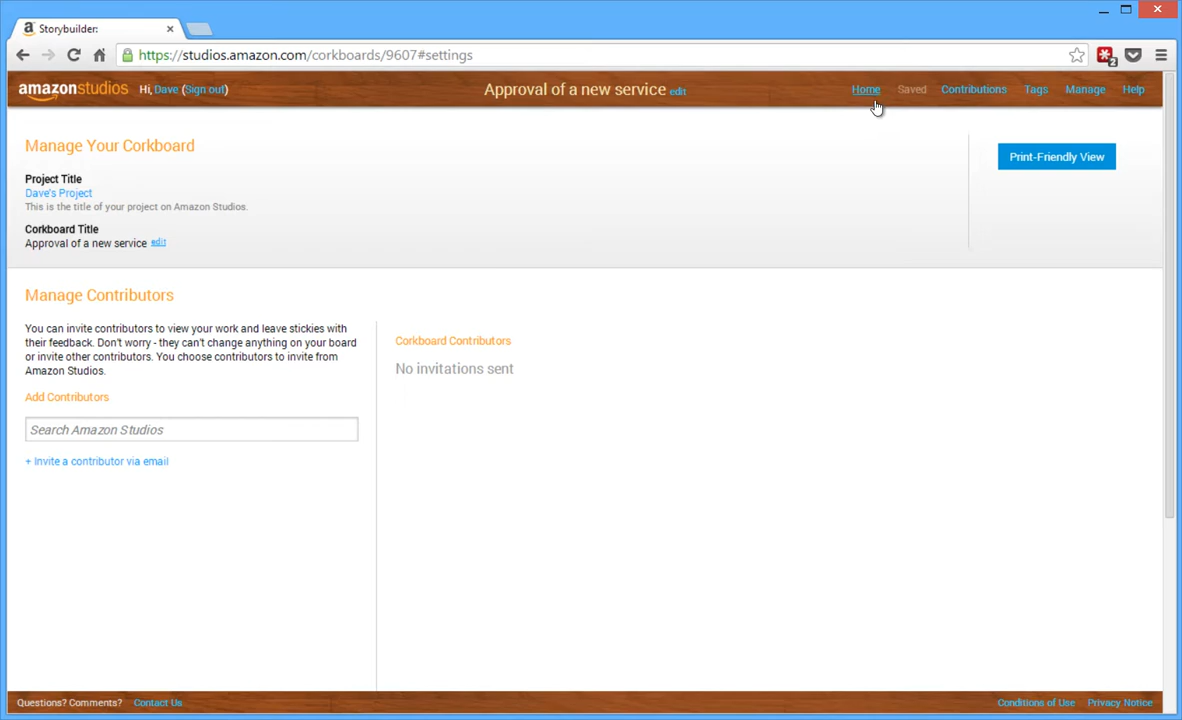 Storybuilder:
https://studios.amazon.com/corkboards/9607#settings
2
amazonstudios Hi, Dave (Sign out) Approval of a new service edit Home Saved Contributions Tags Manage Help
Manage Your Corkboard
Print-Friendly View
Project Title
Dave's Project
This is the title of your project on Amazon Studios.
Corkboard Title
Approval of a new service edit
Manage Contributors
You can invite contributors to view your work and leave stickies with
their feedback. Don't worry - they can't change anything on your board
or invite other contributors. You choose contributors to invite from
Amazon Studios.
Add Contributors
Search Amazon Studios
+ Invite a contributor via email
Corkboard Contributors
No invitations sent
Questions? Comments? Contact Us Conditions of Use Privacy Notice